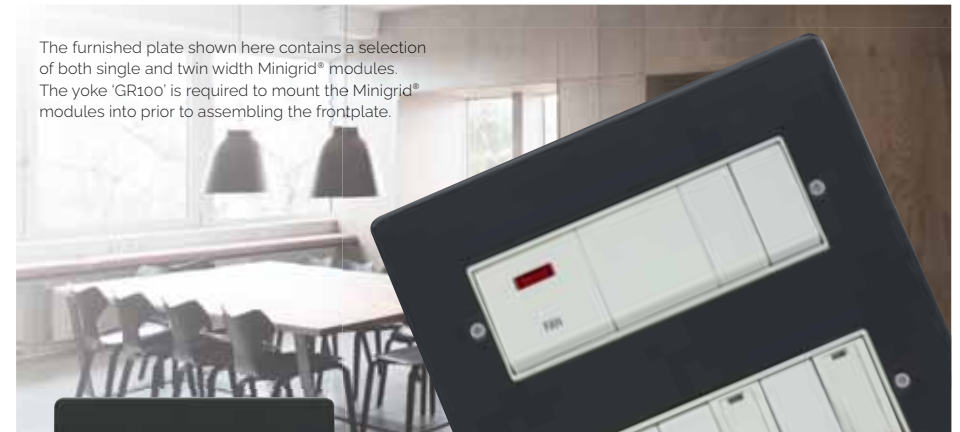 The furnished plate shown here contains a selection
of both single and twin width Minigrid® modules.
The yoke 'GR100' is required to mount the Minigrid®
modules into prior to assembling the frontplate.
FAN